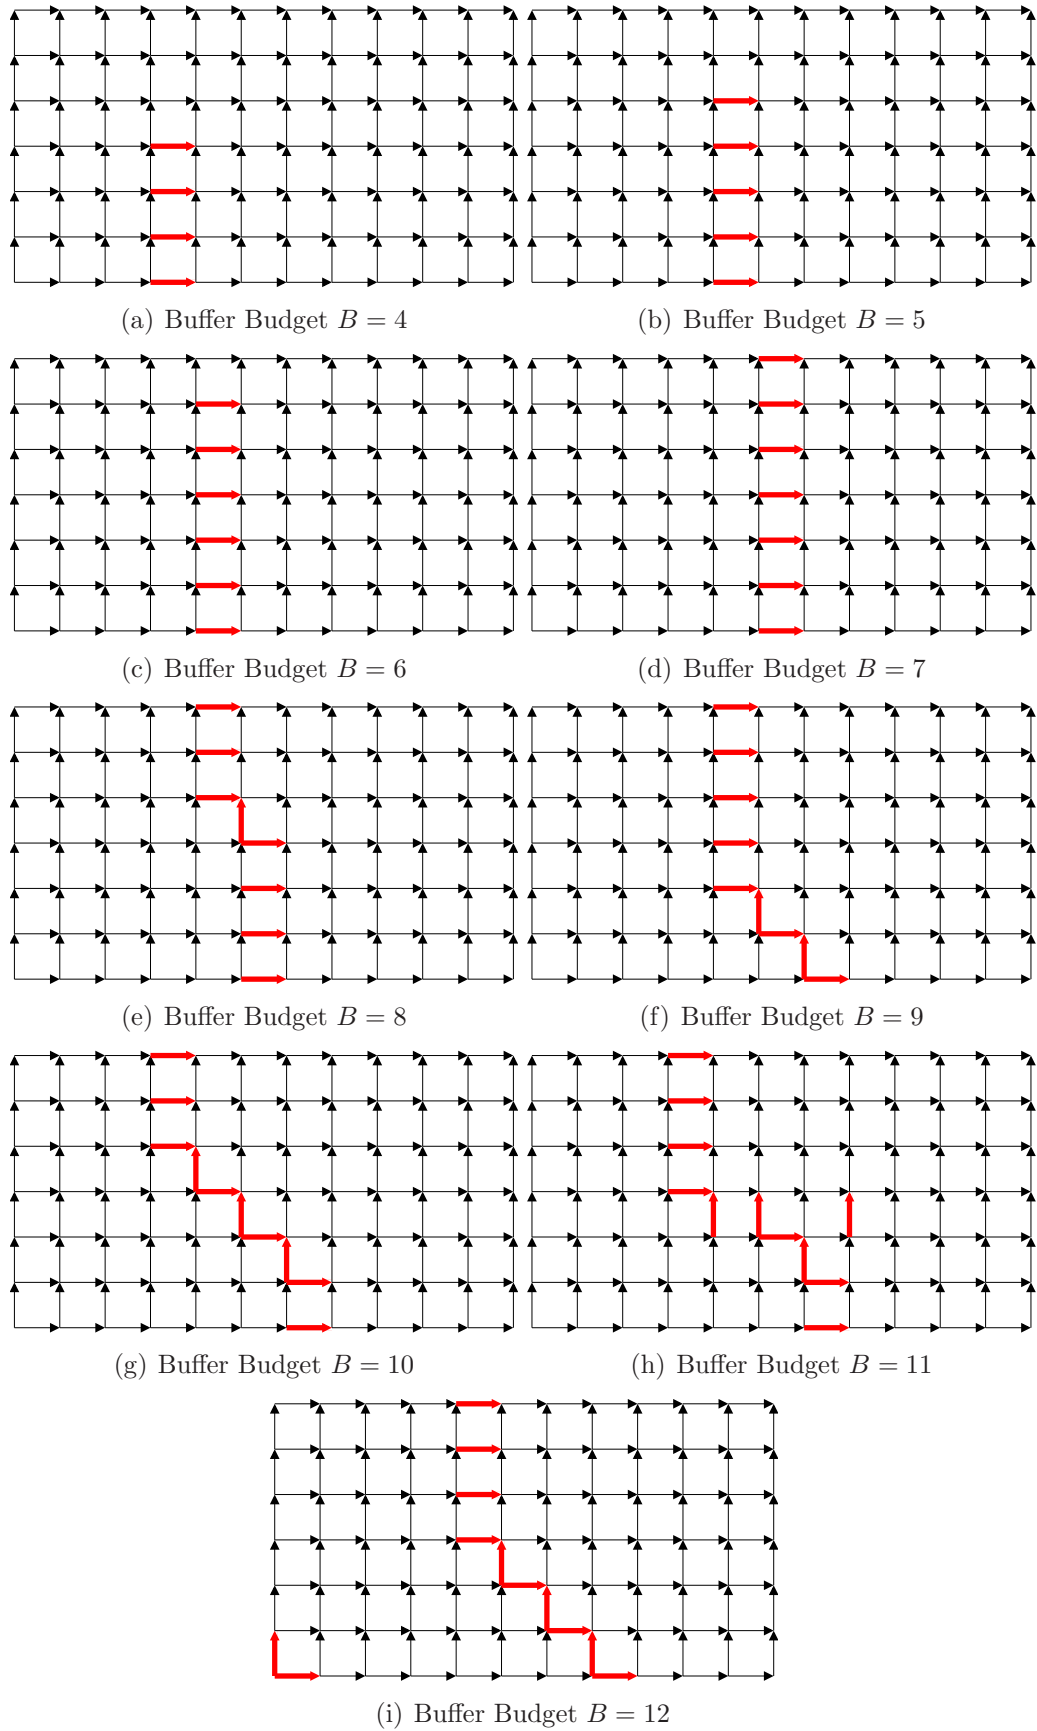 (a) Buffer Budget B = 4
(b) Buffer Budget B = 5
(c) Buffer Budget B = 6
(d) Buffer Budget B = 7
(e) Buffer Budget B = 8
(f) Buffer Budget B = 9
(g) Buffer Budget B = 10
(h) Buffer Budget B = 11
(i) Buffer Budget B = 12